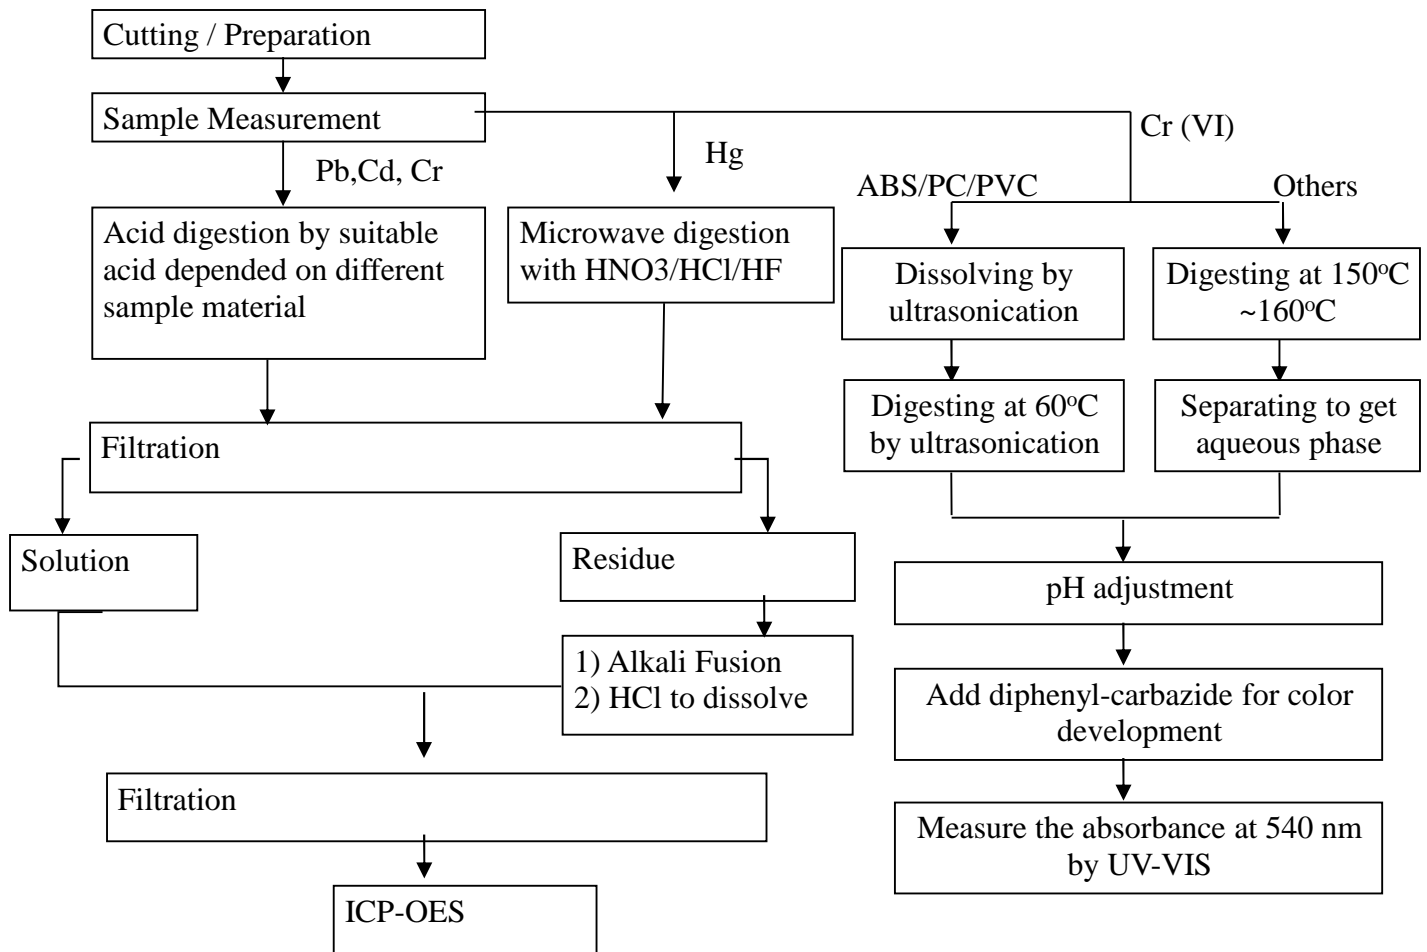 Cutting / Preparation
Sample Measurement
Cr (VI)
Hg
Pb,Cd, Cr
ABS/PC/PVC
Others
Acid digestion by suitable
acid depended on different
sample material
Microwave digestion
with HNO3/HCl/HF
Dissolving by
ultrasonication
Digesting at 150°C
~160°C
Digesting at 60°C
by ultrasonication
Separating to get
aqueous phase
Filtration
Solution
Residue
pH adjustment
1) Alkali Fusion
2) HCl to dissolve
Add diphenyl-carbazide for color
development
Filtration
Measure the absorbance at 540 nm
by UV-VIS
ICP-OES